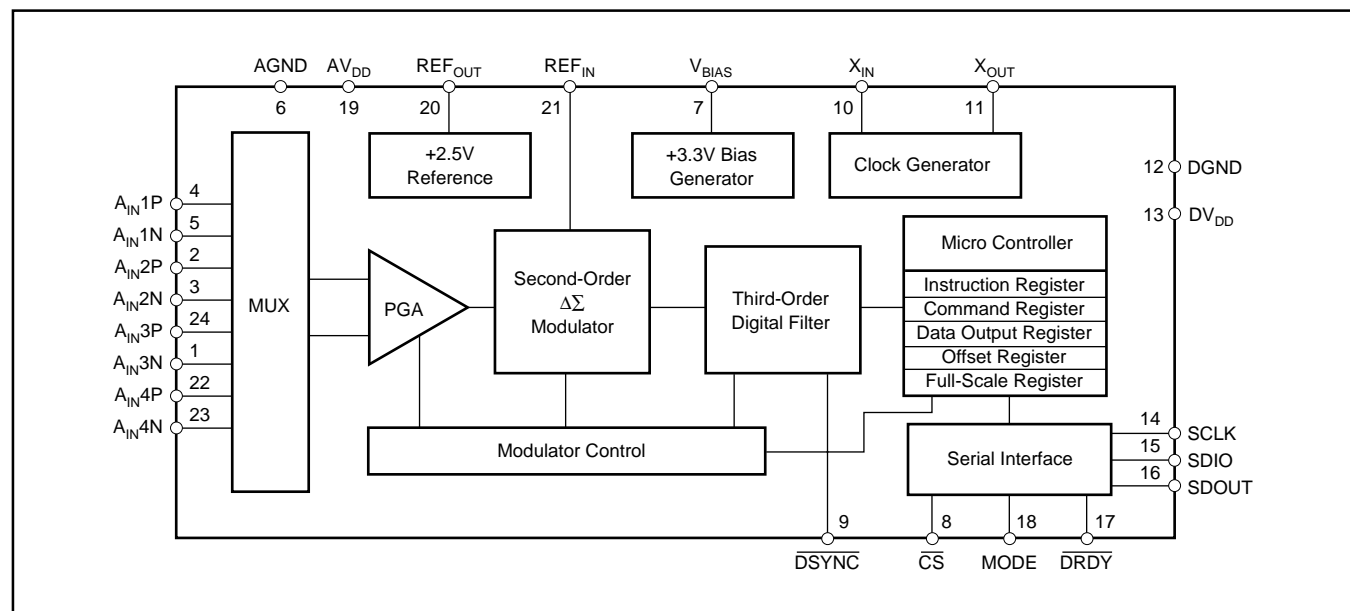 AGND AVDD REFOUT REFIN VBIAS XIN XOUT
6 19 20 21 7 10 11
+2.5V
Reference
+3.3V Bias
Generator
Clock Generator
12 DGND
13 DVDD
AIN1P 4
AIN1N 5
AIN2P 2
AIN2N 3
AIN3P 24
AIN3N 1
AIN4P 22
AIN4N 23
MUX
PGA
Second-Order
ΔΣ
Modulator
Third-Order
Digital Filter
Micro Controller
Instruction Register
Command Register
Data Output Register
Offset Register
Full-Scale Register
Modulator Control
Serial Interface
14 SCLK
15 SDIO
16 SDOUT
9 8 18 17
DSYNC CS MODE DRDY